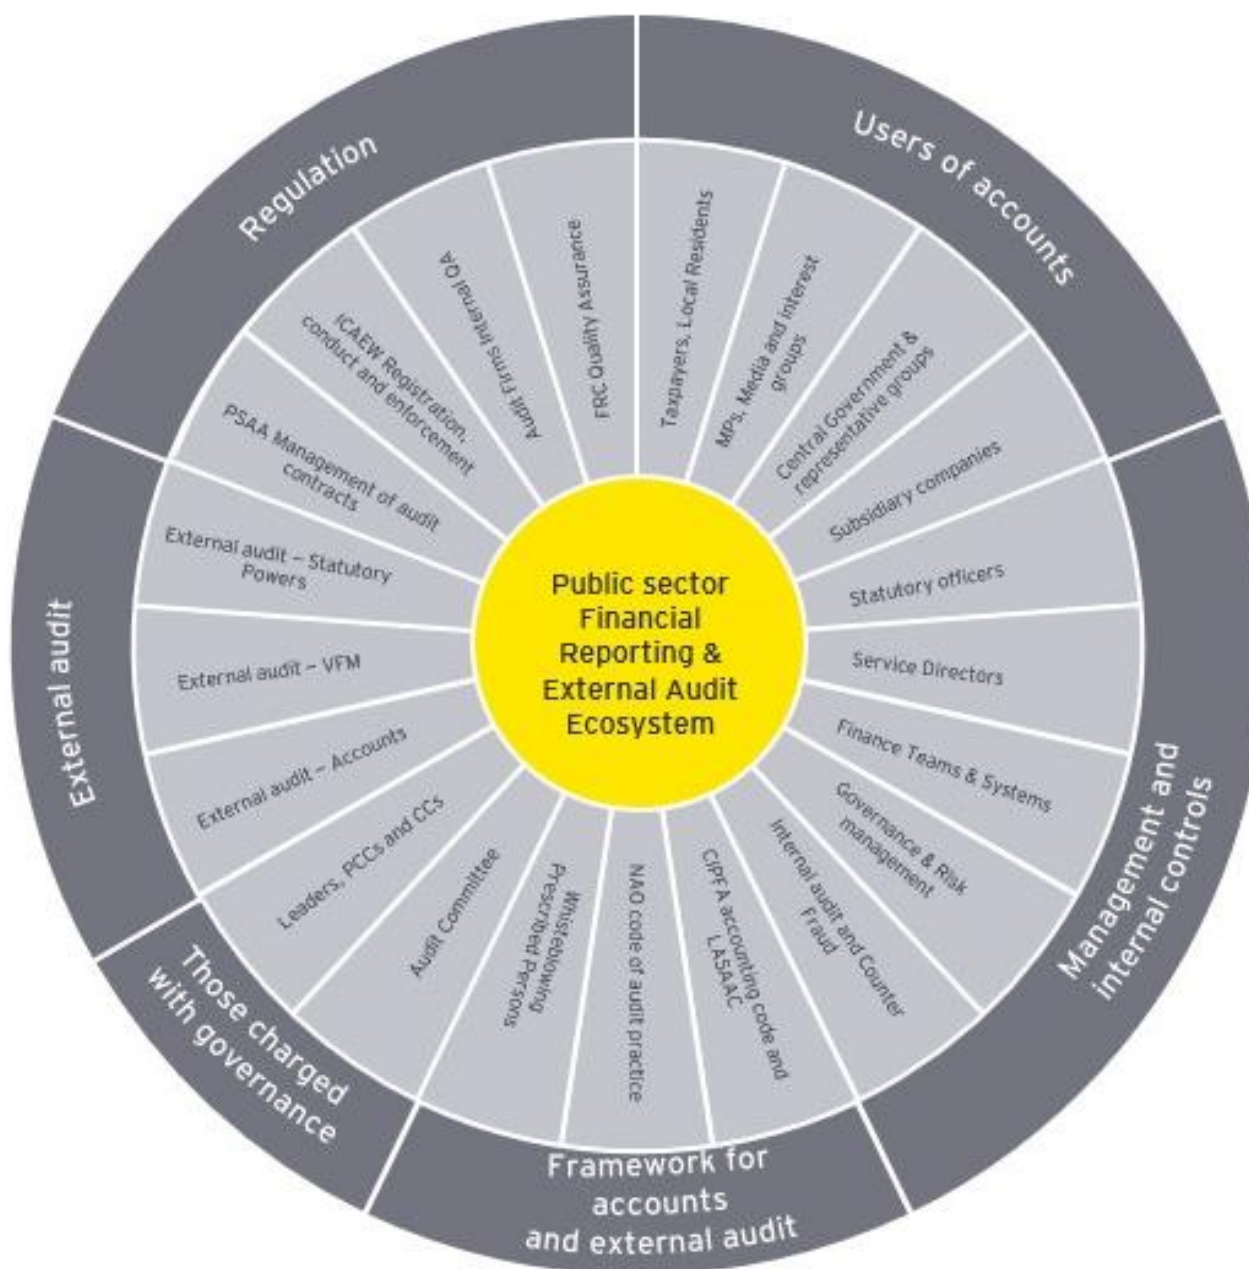 Public sector
Financial
Reporting &
External Audit
Ecosystem
Users of accounts
Taxpayers, Local Residents
MPs, Media and interest
groups
Central Government &
representative groups
Subsidiary companies
Management and
internal controls
Statutory officers
Service Directors
Finance Teams & Systems
Governance & Risk
management
Internal audit and Counter
Fraud
Framework for
accounts
and external audit
CIPFA accounting code and
LASAAC
NAO code of audit practice
Whisteblowing
Prescribed Persons
Those charged
with governance
Audit Committee
Leaders, PCCs and CCs
External audit
External audit – Accounts
External audit – VFM
External audit – Statutory
Powers
Regulation
PSAA Management of audit
contracts
ICAEW Registration,
conduct and enforcement
Audit Firms Internal QA
FRC Quality Assurance